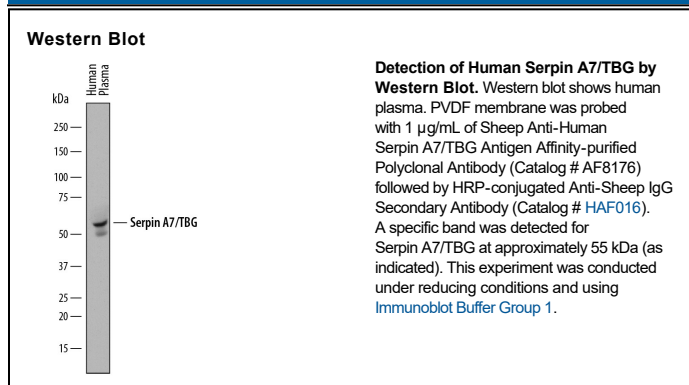 Western Blot
Human
Plasma
kDa
250
150
100
75
50
37
25
20
15
Serpin A7/TBG
Detection of Human Serpin A7/TBG by
Western Blot. Western blot shows human
plasma. PVDF membrane was probed
with 1 µg/mL of Sheep Anti-Human
Serpin A7/TBG Antigen Affinity-purified
Polyclonal Antibody (Catalog # AF8176)
followed by HRP-conjugated Anti-Sheep IgG
Secondary Antibody (Catalog # HAF016).
A specific band was detected for
Serpin A7/TBG at approximately 55 kDa (as
indicated). This experiment was conducted
under reducing conditions and using
Immunoblot Buffer Group 1.